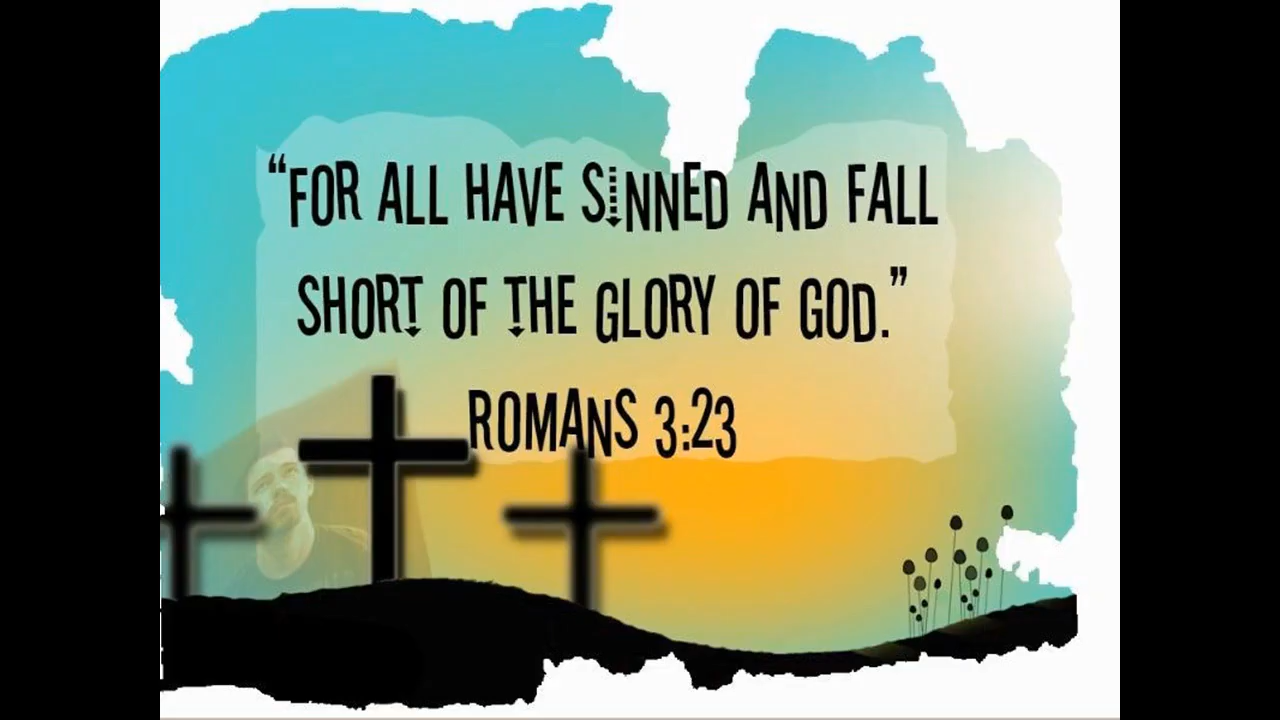 “FOR ALL HAVE SINNED AND FALL
SHORT OF THE GLORY OF GOD.”
ROMANS 3:23